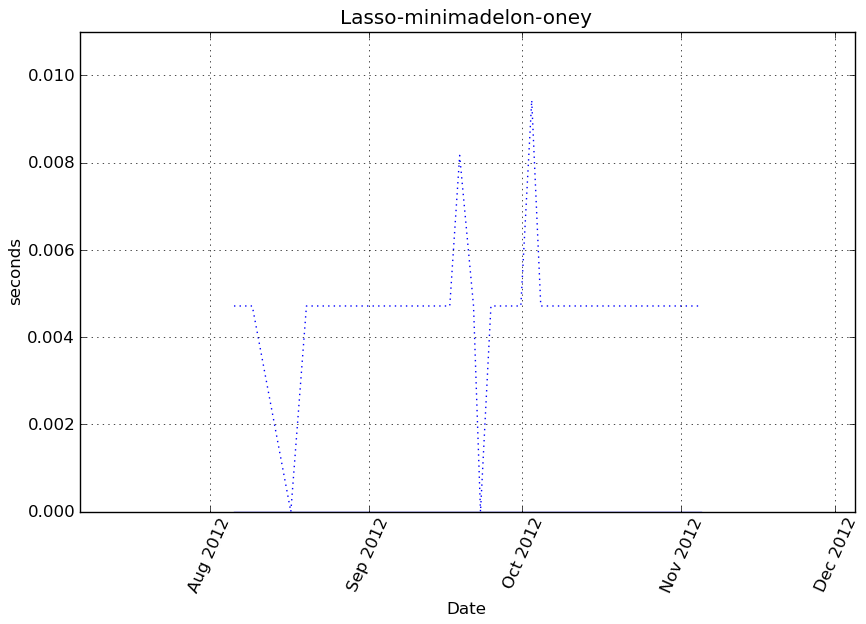 Lasso-minimadelon-oney
0.010
0.008
0.006
0.004
0.002
0.000
seconds
Aug 2012
Sep 2012
Oct 2012
Nov 2012
Dec 2012
Date